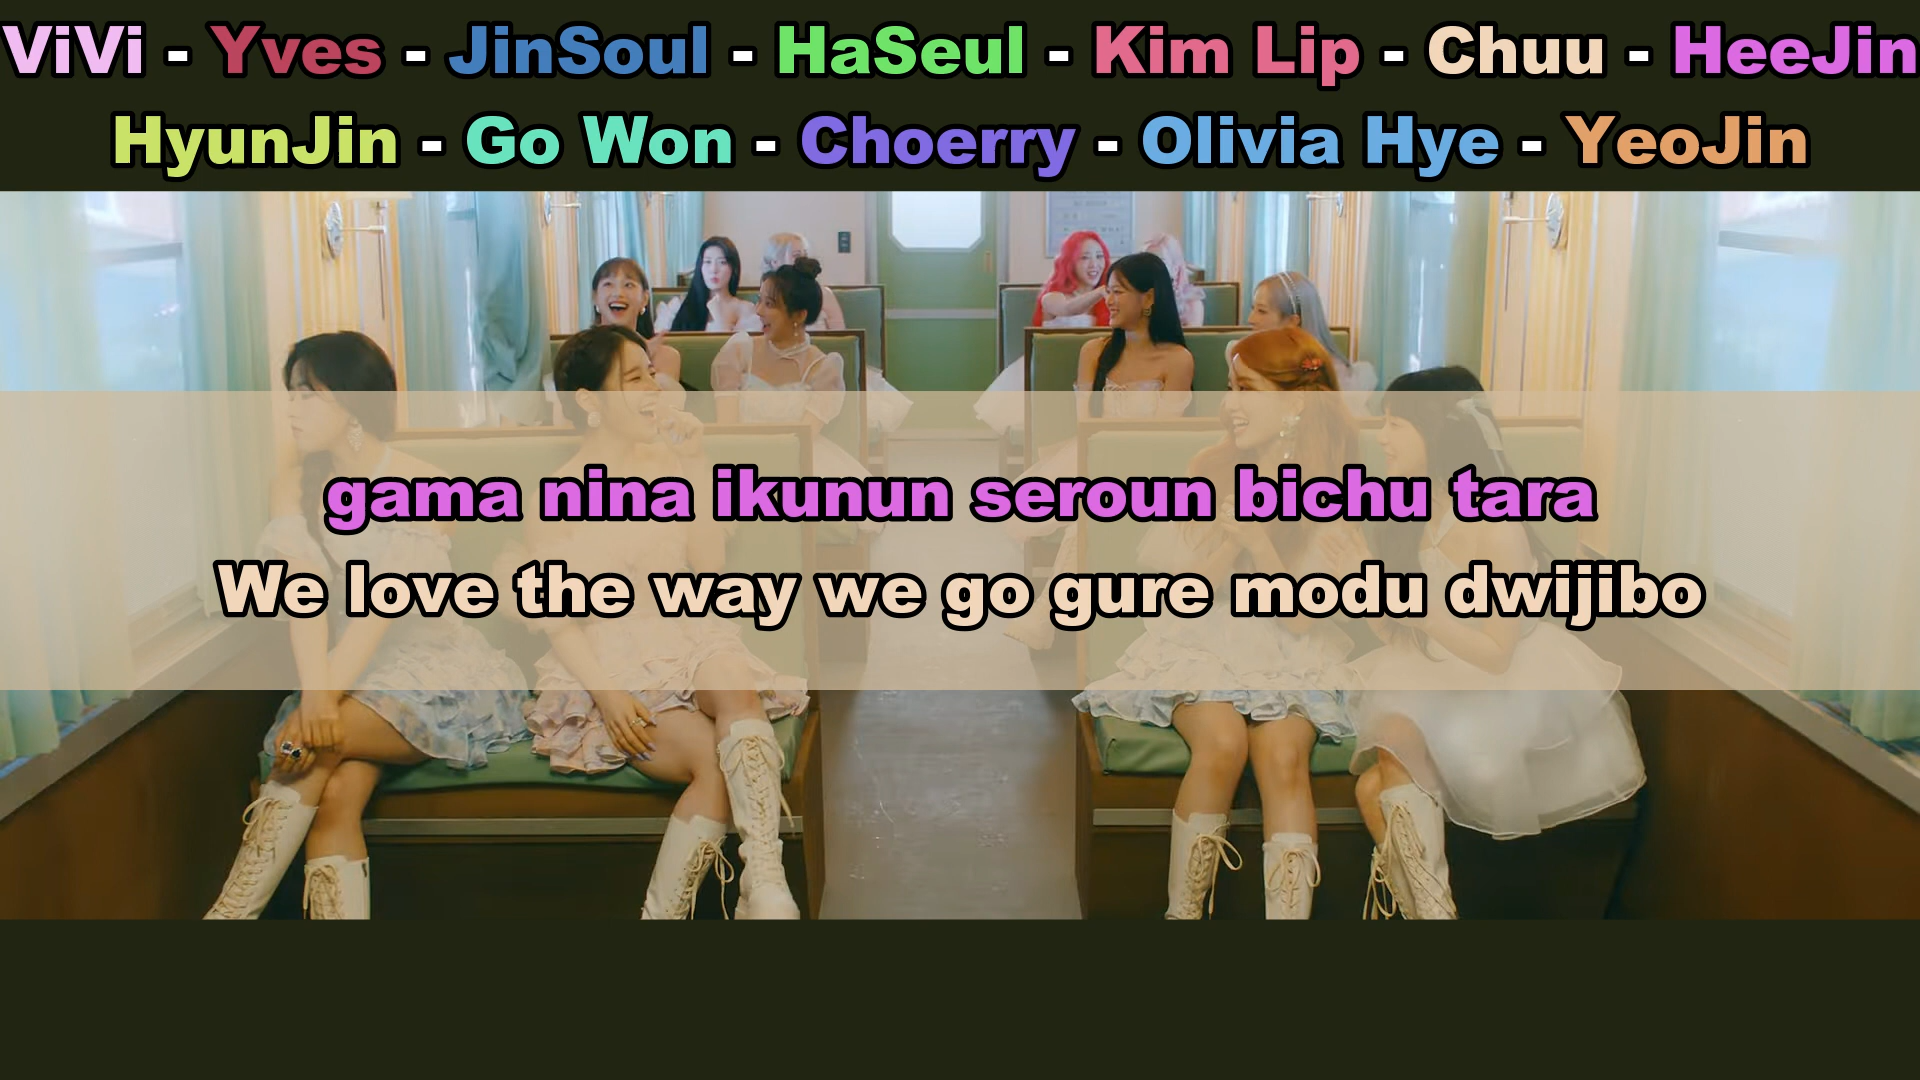 ViVi - Yves - JinSoul - HaSeul - Kim Lip - Chuu - HeeJin
HyunJin - Go Won - Choerry - Olivia Hye - YeoJin
gama nina ikunun seroun bichu tara
We love the way we go gure modu dwijibo